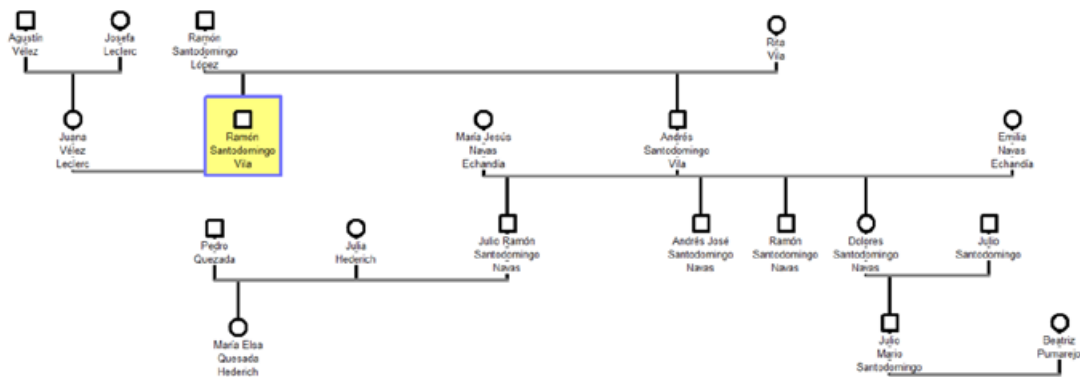 Agustín
Vélez
Josefa
Leclerc
Ramón
Santodomingo
López
Rita
Vila
Juana
Vélez
Leclerc
Ramón
Santodomingo
Vila
María Jesús
Navas
Echandía
Andrés
Santodomingo
Vila
Emilia
Navas
Echandía
Pedro
Quezada
Julia
Hederich
Julio Ramón
Santodomingo
Navas
Andrés José
Santodomingo
Navas
Ramón
Santodomingo
Navas
Dolores
Santodomingo
Navas
Julio
Santodomingo
María Elsa
Quesada
Hederich
Julio
Mario
Santodomingo
Beatriz
Pumarejo